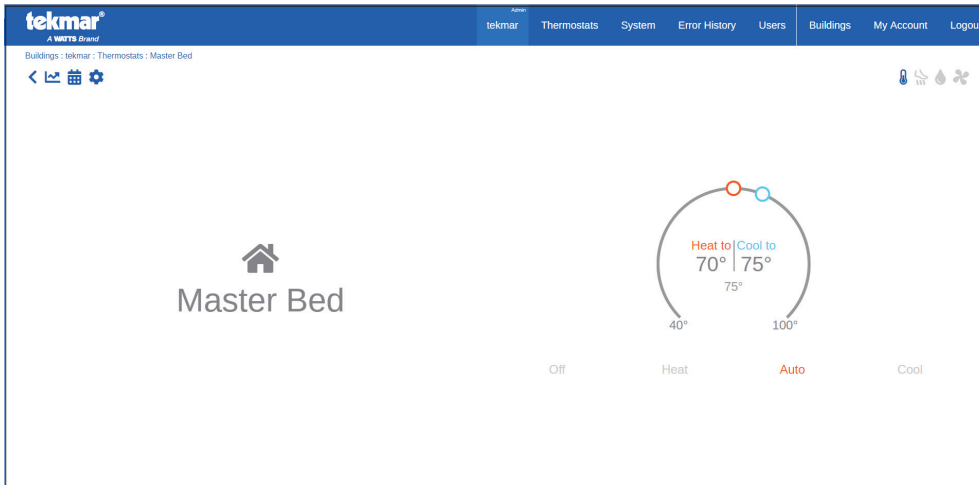 tekmar®
A WATTS Brand
Admin
tekmar Thermostats System Error History Users Buildings My Account Logou
Buildings : tekmar : Thermostats : Master Bed
Master Bed
Heat to Cool to
70° 75°
75°
40° 100°
Off Heat Auto Cool